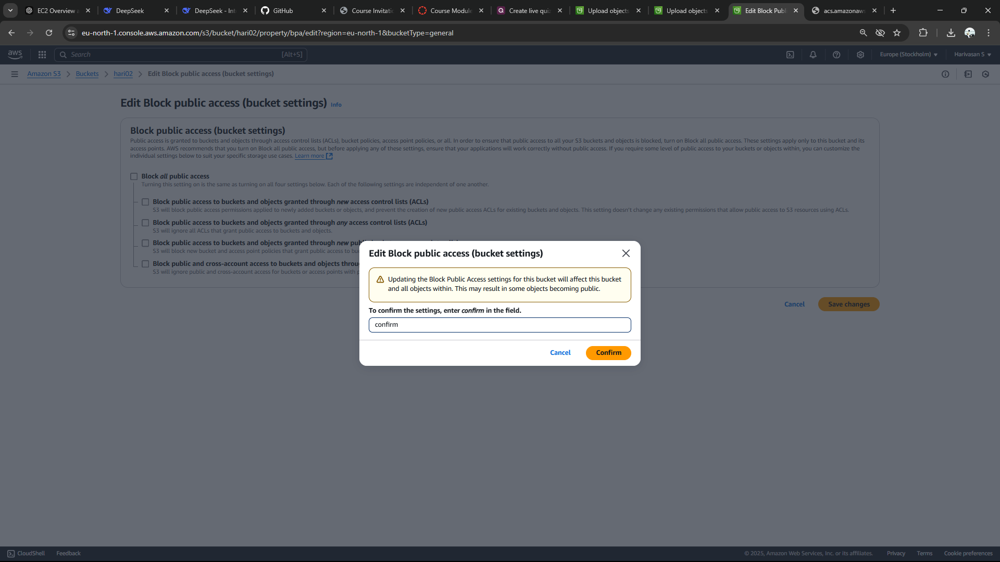 EC2 Overview
DeepSeek
DeepSeek - Int
GitHub
Course Invitati
Course Module
Create live quiz
Upload objects
Upload objects
Edit Block Publ
acs.amazonaws
eu-north-1.console.aws.amazon.com/s3/bucket/hari02/property/bpa/edit?region=eu-north-1&bucketType=general
aws
Search
[Alt+S]
Europe (Stockholm)
Harivasan S
Amazon S3
Buckets
hari02
Edit Block public access (bucket settings)
Edit Block public access (bucket settings) Info
Block public access (bucket settings)
Public access is granted to buckets and objects through access control lists (ACLs), bucket policies, access point policies, or all. In order to ensure that public access to all your S3 buckets and objects is blocked, turn on Block all public access. These settings apply only to this bucket and its
access points. AWS recommends that you turn on Block all public access, but before applying any of these settings, ensure that your applications will work correctly without public access. If you require some level of public access to your buckets or objects within, you can customize the
individual settings below to suit your specific storage use cases. Learn more
Block all public access
Turning this setting on is the same as turning on all four settings below. Each of the following settings are independent of one another.
Block public access to buckets and objects granted through new access control lists (ACLs)
S3 will block public access permissions applied to newly added buckets or objects, and prevent the creation of new public access ACLs for existing buckets and objects. This setting doesn't change any existing permissions that allow public access to S3 resources using ACLs.
Block public access to buckets and objects granted through any access control lists (ACLs)
S3 will ignore all ACLs that grant public access to buckets and objects.
Block public access to buckets and objects granted through new
S3 will block new bucket and access point policies that grant public access to
Block public and cross-account access to buckets and objects
S3 will ignore public and cross-account access for buckets or access points with
Cancel
Save changes
Edit Block public access (bucket settings)
Updating the Block Public Access settings for this bucket will affect this bucket
and all objects within. This may result in some objects becoming public.
To confirm the settings, enter confirm in the field.
confirm
Cancel
Confirm
CloudShell
Feedback
© 2025, Amazon Web Services, Inc. or its affiliates.
Privacy
Terms
Cookie preferences